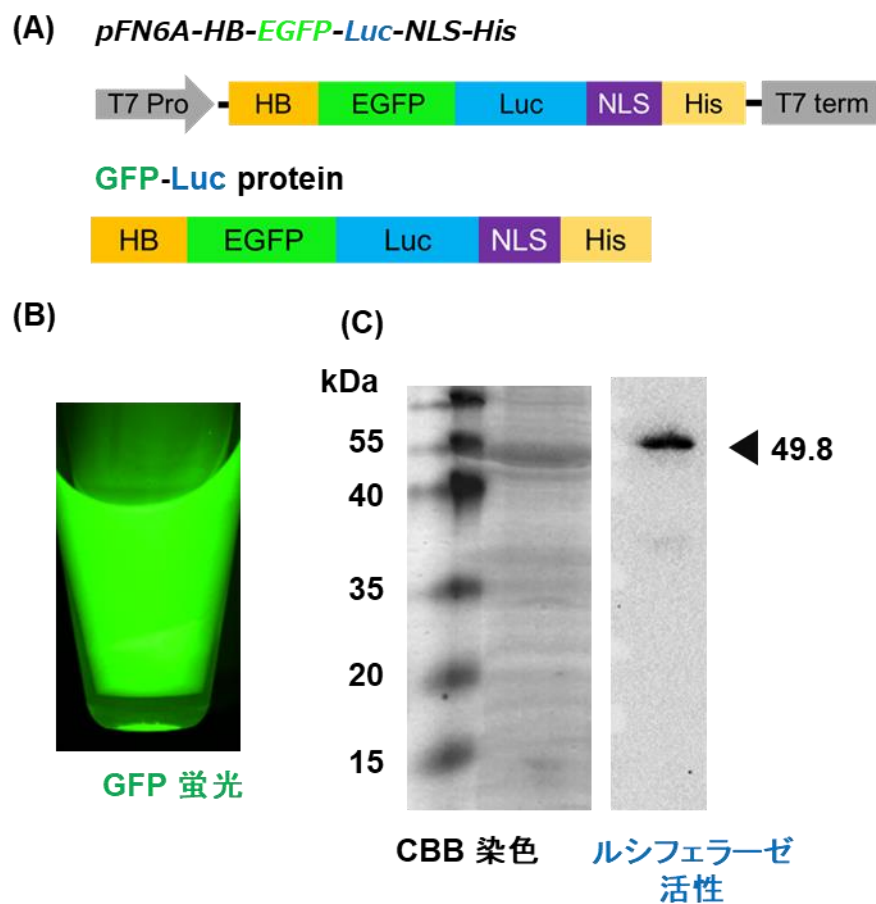 (A) pFN6A-HB-EGFP-Luc-NLS-His
T7 Pro HB EGFP Luc NLS His T7 term
GFP-Luc protein
HB EGFP Luc NLS His
(B)
GFP 蛍光
(C)
kDa
55
40
35
20
15
49.8
CBB 染色
ルシフェラーゼ
活性